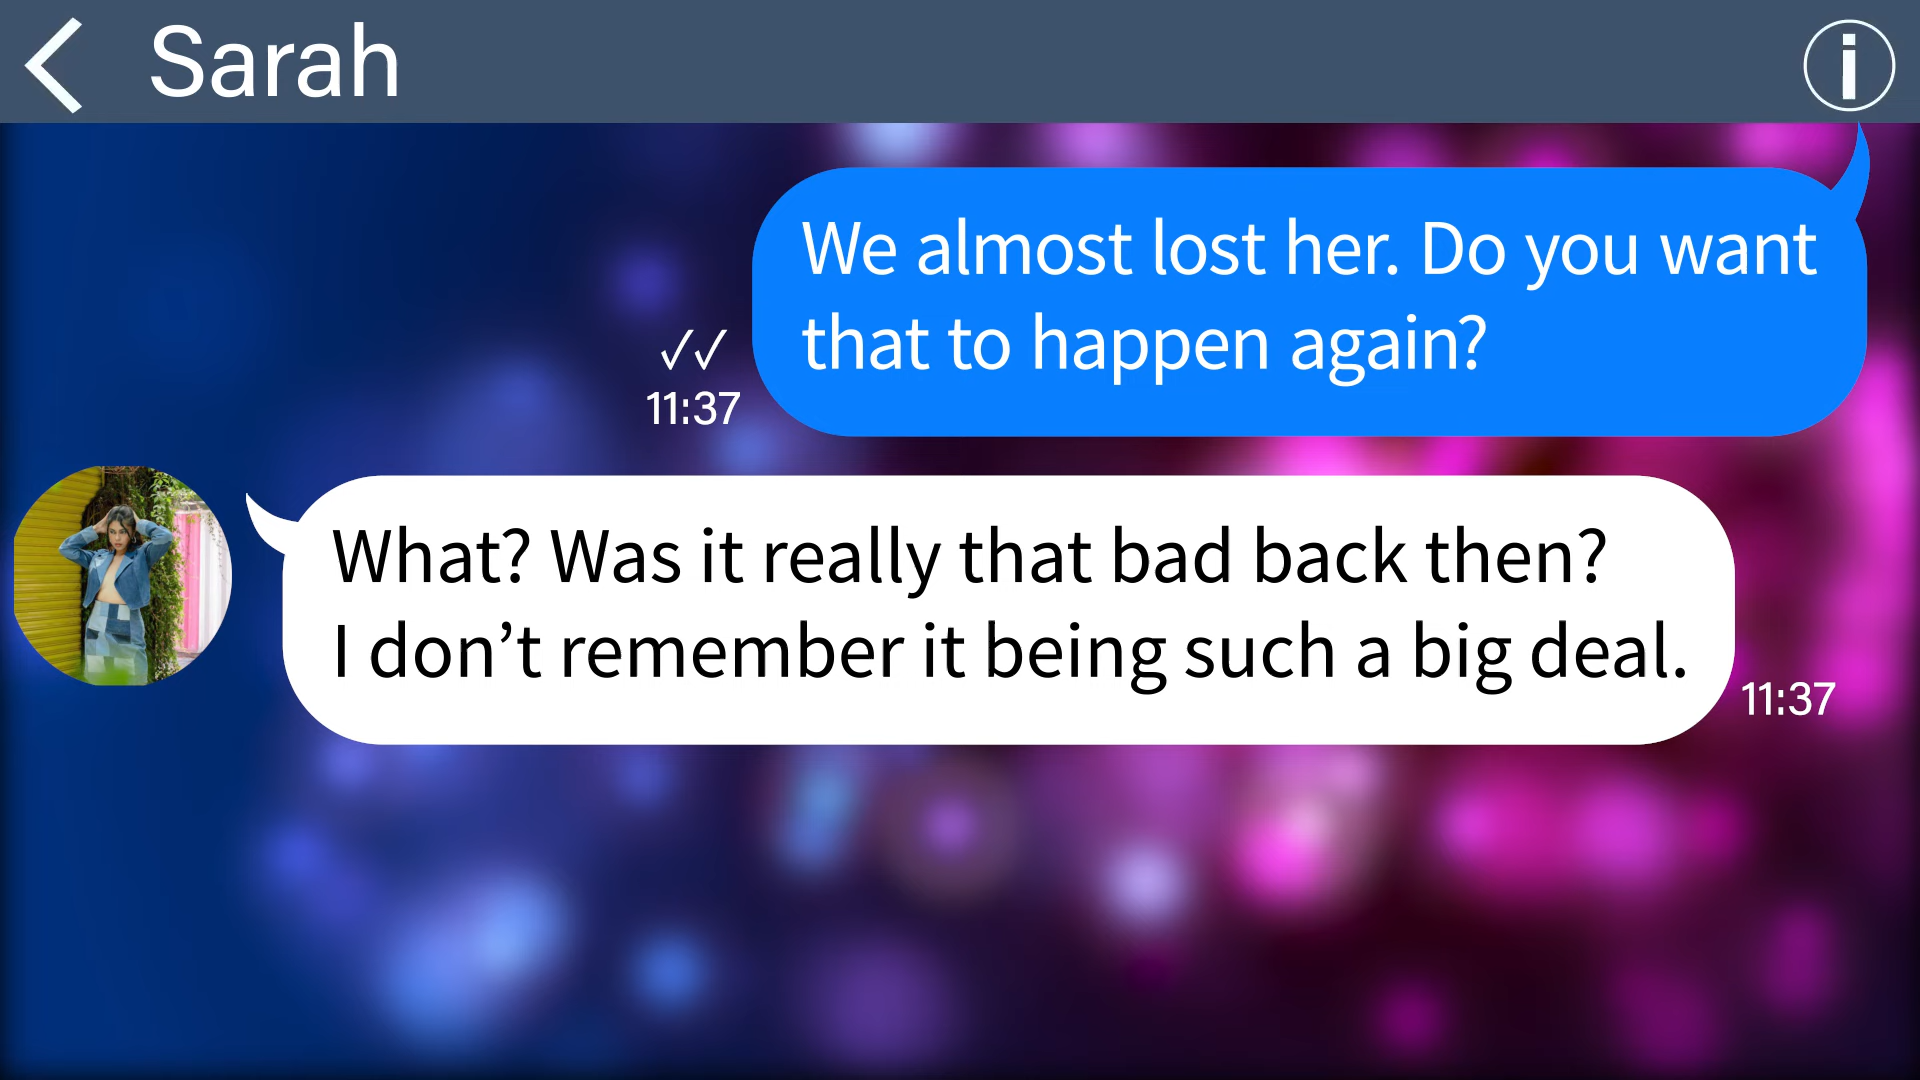 Sarah
We almost lost her. Do you want
that to happen again?
✓✓
11:37
What? Was it really that bad back then?
I don’t remember it being such a big deal.
11:37